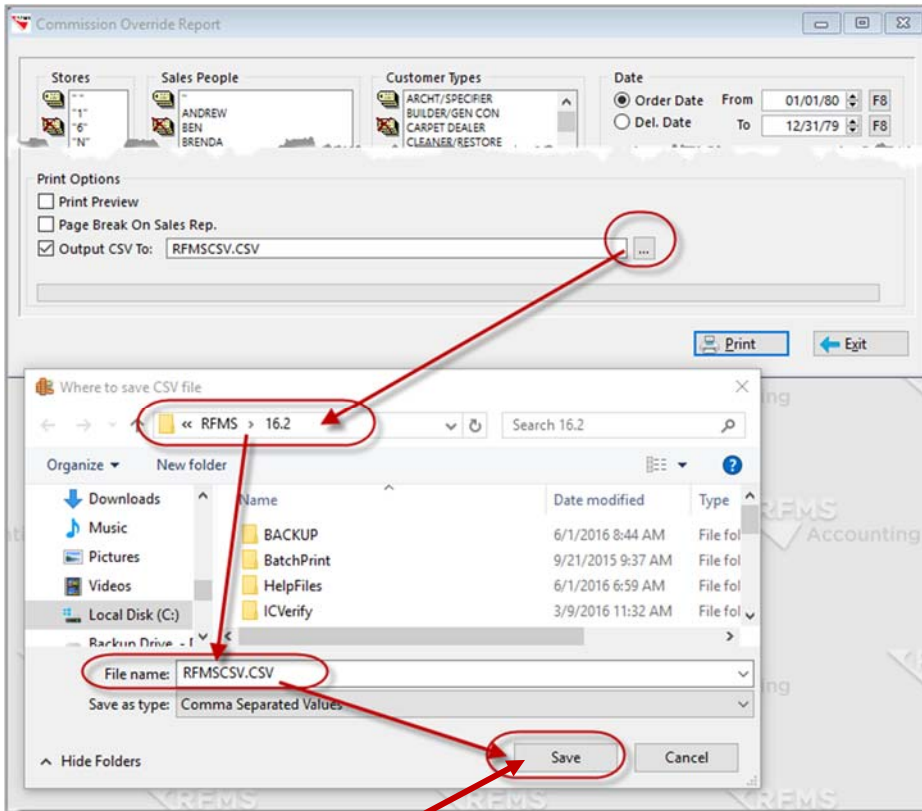 Commission Override Report
Stores Sales People Customer Types Date
" " " ARCHT/SPECIFIER Order Date From 01/01/80 F8
"1" ANDREW BUILDER/GEN CON
"6" BEN CARPET DEALER Del. Date To 12/31/79 F8
"N" BRENDA CLEANER/RESTORE
Print Options
Print Preview
Page Break On Sales Rep.
Output CSV To: RFMSCSV.CSV ...
Print Exit
Where to save CSV file
« RFMS > 16.2 Search 16.2
Organize New folder ?
Downloads Name Date modified Type
Music BACKUP 6/1/2016 8:44 AM File fol
Pictures BatchPrint 9/21/2015 9:37 AM File fol
Videos HelpFiles 6/1/2016 6:59 AM File fol
Local Disk (C:) ICVerify 3/9/2016 11:32 AM File fol
Backup Drive - [
File name: RFMSCSV.CSV
Save as type: Comma Separated Values
Hide Folders Save Cancel
ing
RFMS
Accounting
ing
RFMS RFMS RFMS